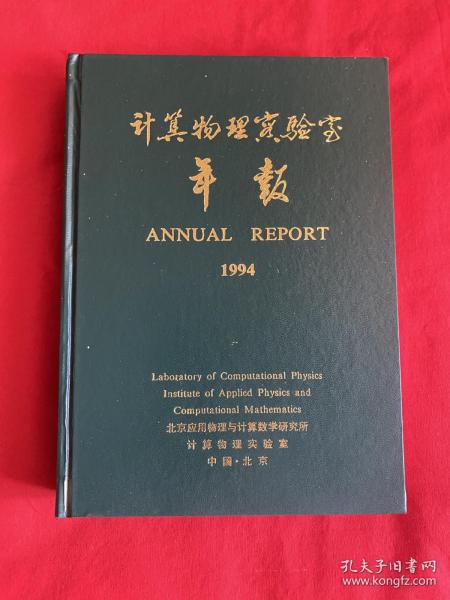 计算物理实验室
年报
ANNUAL REPORT
1994
Laboratory of Computational Physics
Institute of Applied Physics and
Computational Mathematics
北京应用物理与计算数学研究所
计算物理实验室
中国·北京
孔夫子旧书网
www.kongfz.com